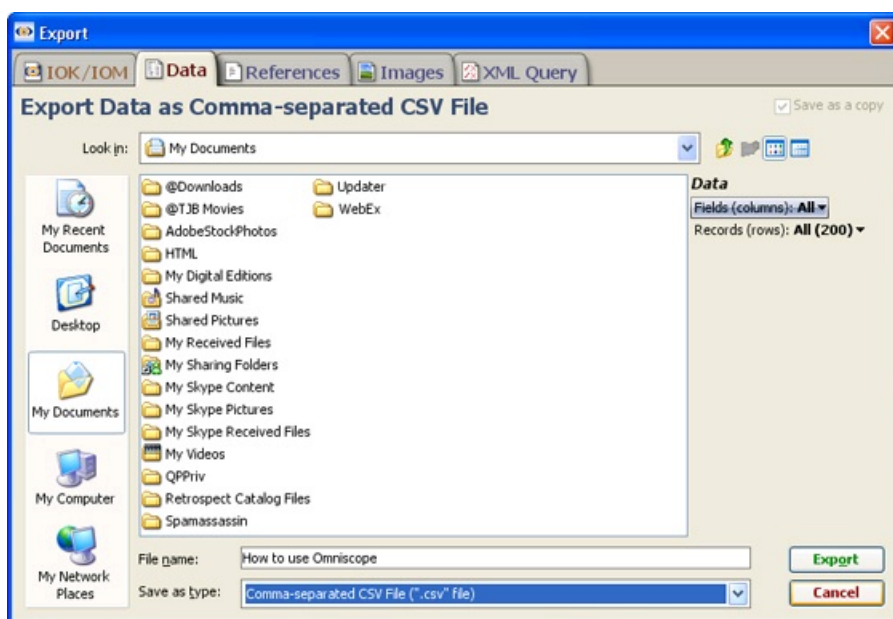 Export
IOK/IOM Data References Images XML Query
Export Data as Comma-separated CSV File Save as a copy
Look in: My Documents
My Recent Documents
Desktop
My Documents
My Computer
My Network Places
@Downloads
@TJB Movies
AdobeStockPhotos
HTML
My Digital Editions
Shared Music
Shared Pictures
My Received Files
My Sharing Folders
My Skype Content
My Skype Pictures
My Skype Received Files
My Videos
QPPriv
Retrospect Catalog Files
Spamassassin
Updater
WebEx
Data
Fields (columns): All
Records (rows): All (200)
File name: How to use Omniscope Export
Save as type: Comma-separated CSV File (".csv" file) Cancel